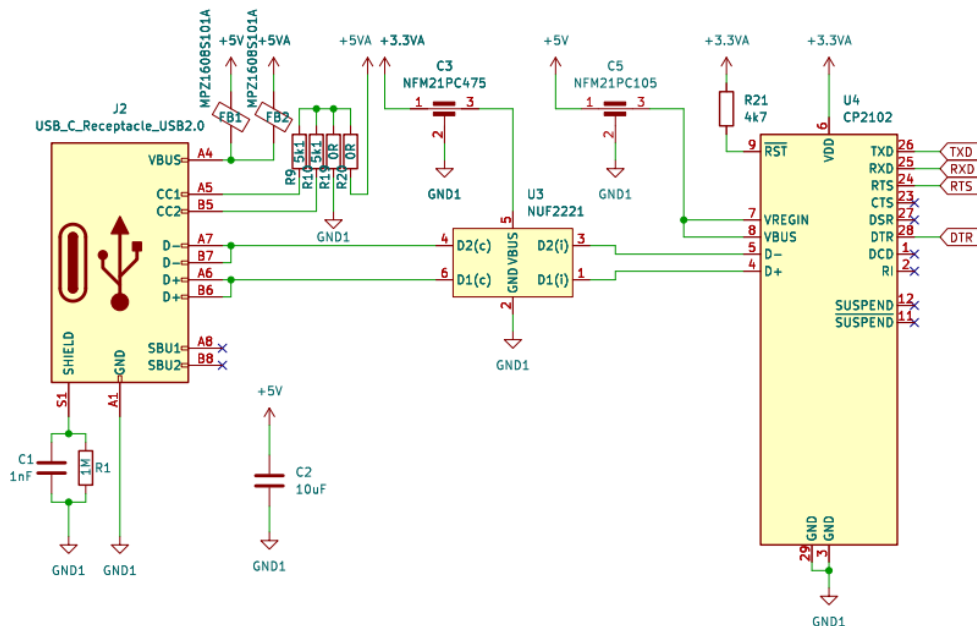 MPZ1608S101A
MPZ1608S101A
+5V
+5VA
+5VA
+3.3VA
+5V
+3.3VA
+3.3VA
FB1
FB2
C3
NFM21PC475
1
3
2
GND1
C5
NFM21PC105
1
3
2
GND1
R21
4k7
J2
USB_C_Receptacle_USB2.0
VBUS
A4
CC1
A5
CC2
B5
D-
A7
D-
B7
D+
A6
D+
B6
SBU1
A8
SBU2
B8
SHIELD
GND
S1
A1
R9
5k1
R10
5k1
R19
0R
R20
0R
GND1
U3
NUF2221
5
VBUS
4
D2(c)
D2(i)
3
6
D1(c)
D1(i)
1
GND
2
GND1
U4
CP2102
6
VDD
9
RST
7
VREGIN
8
VBUS
5
D-
4
D+
TXD
26
TXD
RXD
25
RXD
RTS
24
RTS
CTS
23
DSR
27
DTR
28
DTR
DCD
1
RI
2
SUSPEND
12
SUSPEND
11
GND
GND
29
3
GND1
C1
1nF
1M
R1
GND1
GND1
+5V
C2
10uF
GND1